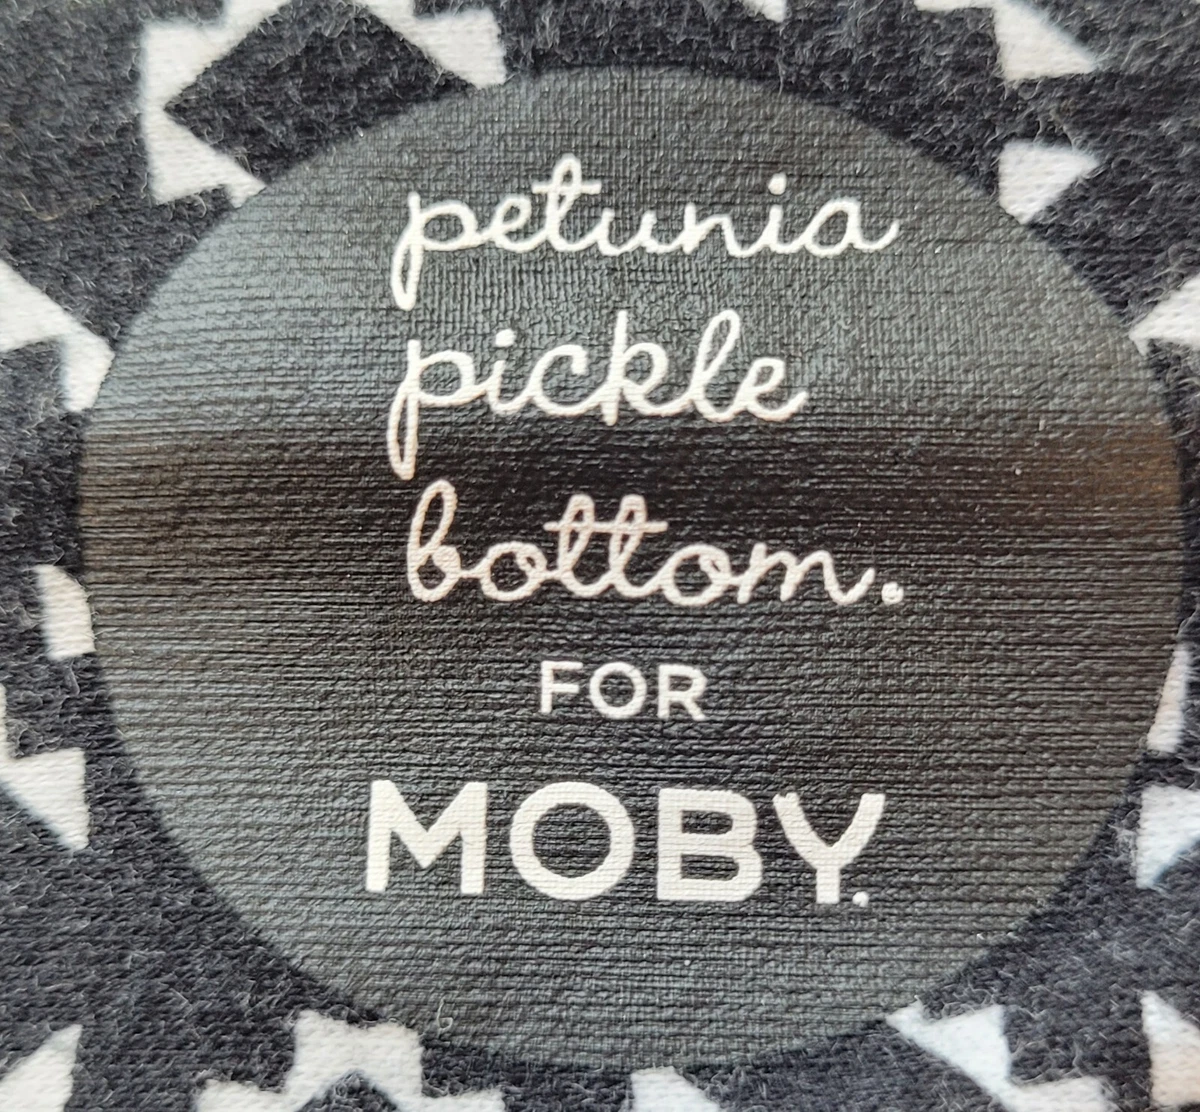 petunia
pickle
bottom.
FOR
MOBY.